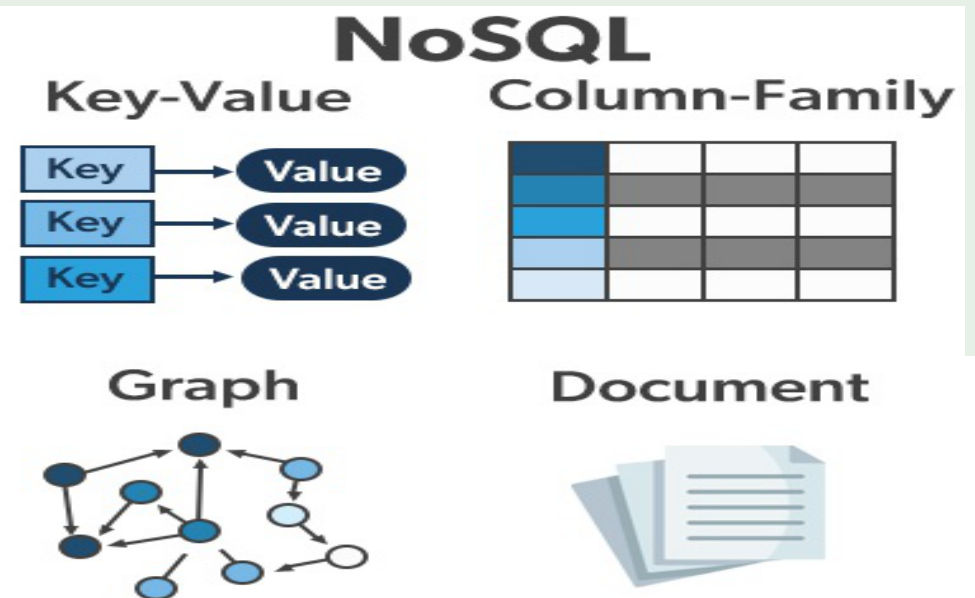 NoSQL
Key-Value
Column-Family
Key Value
Key Value
Key Value
Graph
Document